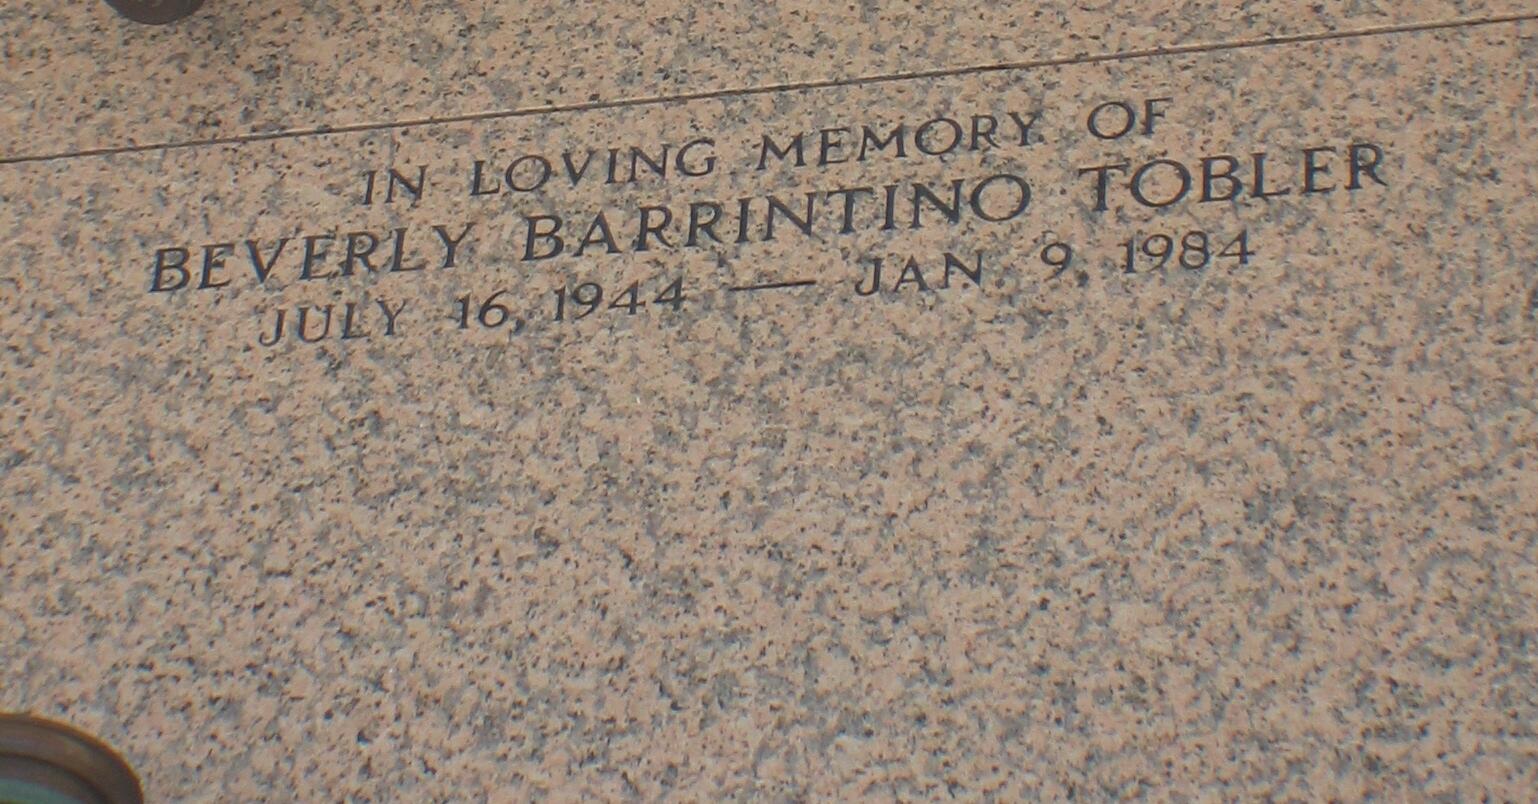 IN LOVING MEMORY OF
BEVERLY BARRINTINO TOBLER
JULY 16, 1944 — JAN 9, 1984